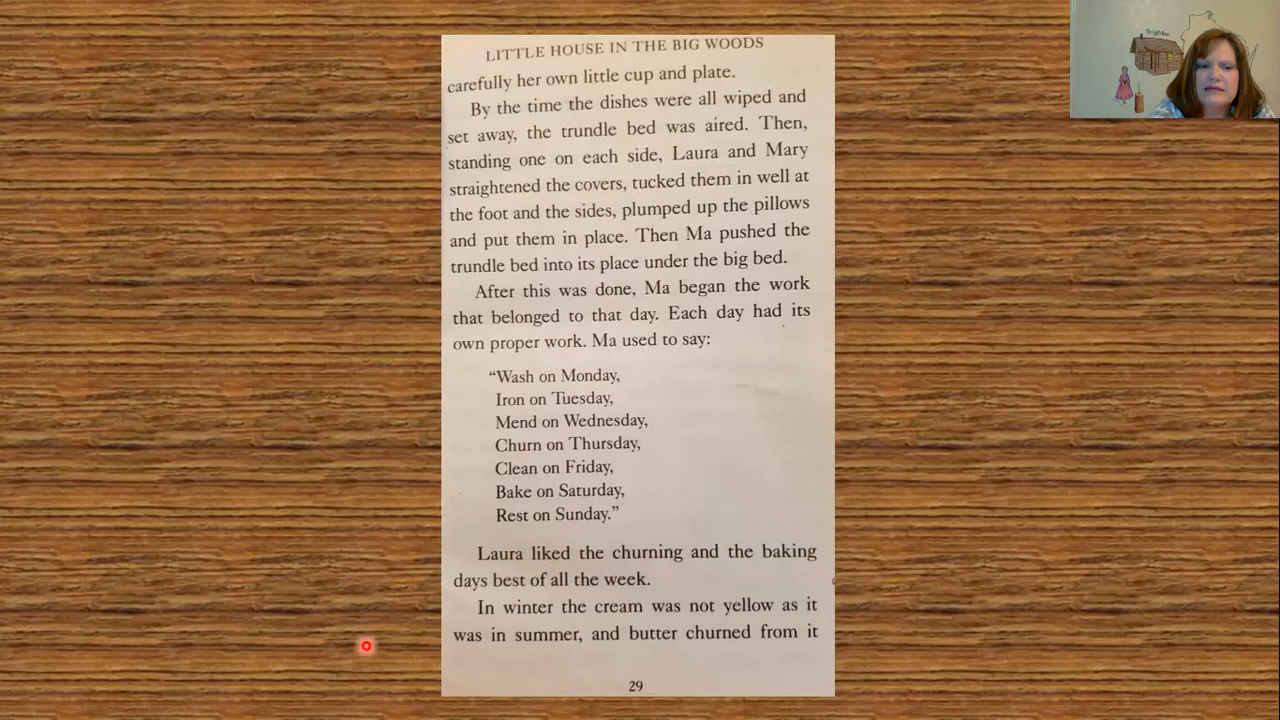 LITTLE HOUSE IN THE BIG WOODS
carefully her own little cup and plate.
By the time the dishes were all wiped and
set away, the trundle bed was aired. Then,
standing one on each side, Laura and Mary
straightened the covers, tucked them in well at
the foot and the sides, plumped up the pillows
and put them in place. Then Ma pushed the
trundle bed into its place under the big bed.
After this was done, Ma began the work
that belonged to that day. Each day had its
own proper work. Ma used to say:
“Wash on Monday,
Iron on Tuesday,
Mend on Wednesday,
Churn on Thursday,
Clean on Friday,
Bake on Saturday,
Rest on Sunday.”
Laura liked the churning and the baking
days best of all the week.
In winter the cream was not yellow as it
was in summer, and butter churned from it
29